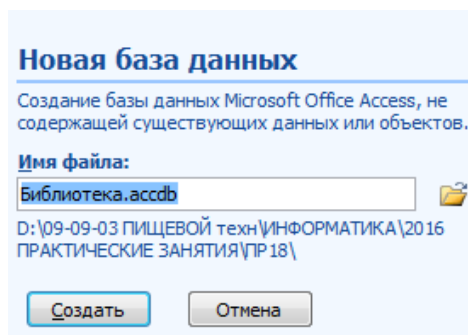 Новая база данных
Создание базы данных Microsoft Office Access, не
содержащей существующих данных или объектов.
Имя файла:
Библиотека.accdb
D:\09-09-03 ПИЩЕВОЙ техн\ИНФОРМАТИКА\2016
ПРАКТИЧЕСКИЕ ЗАНЯТИЯ\ПР18\
Создать Отмена